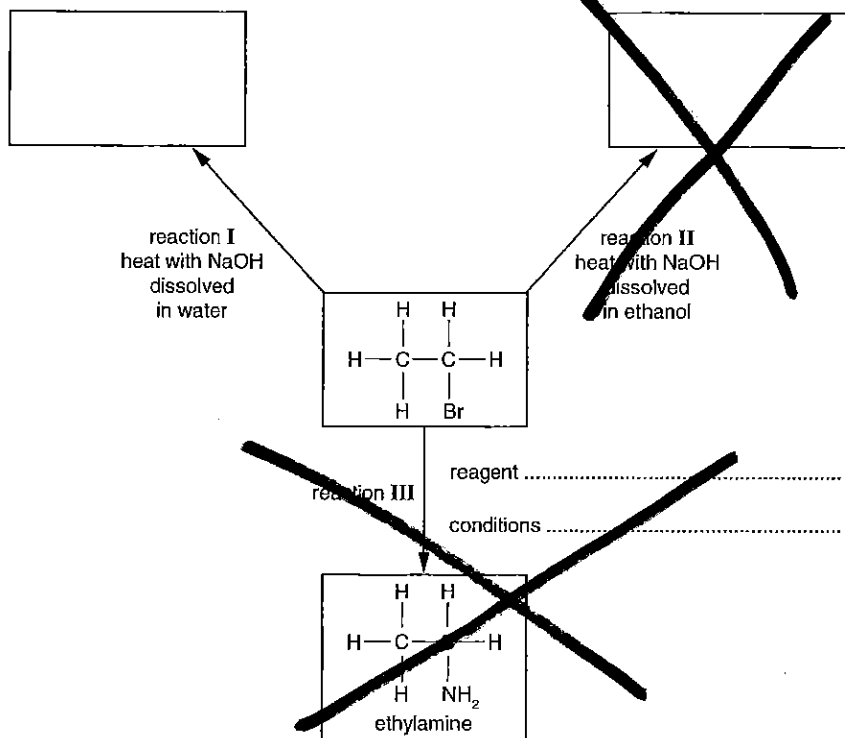 reaction I
heat with NaOH
dissolved
in water
reaction II
heat with NaOH
dissolved
in ethanol
H H
H C C H
H Br
reaction III
reagent
conditions
H H
H C H
H NH₂
ethylamine